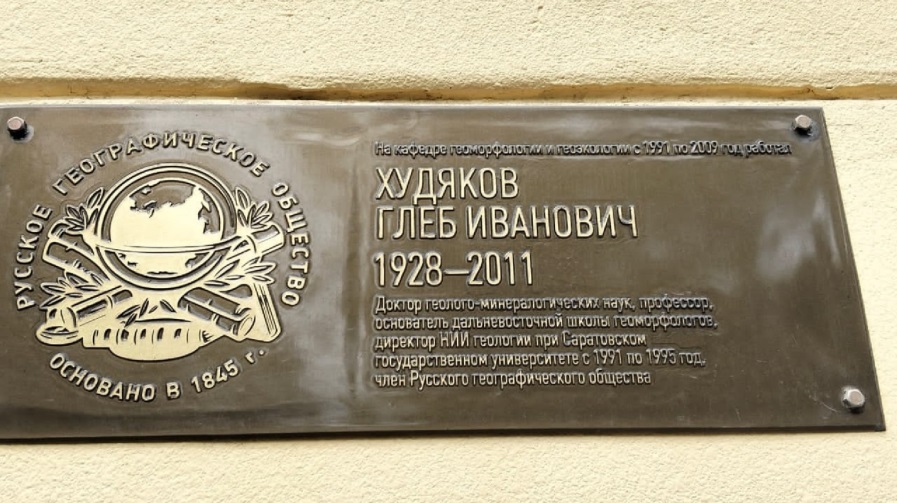 РУССКОЕ ГЕОГРАФИЧЕСКОЕ ОБЩЕСТВО
ОСНОВАНО В 1845 г.
На кафедре геоморфологии и геоэкологии с 1991 по 2009 год работал
ХУДЯКОВ
ГЛЕБ ИВАНОВИЧ
1928–2011
Доктор геолого-минералогических наук, профессор,
основатель дальневосточной школы геоморфологов,
директор НИИ геологии при Саратовском
государственном университете с 1991 по 1995 год,
член Русского географического общества